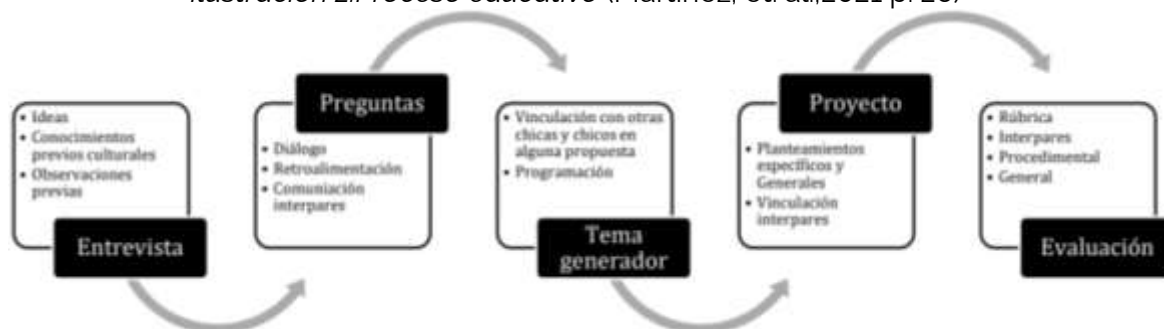 Ilustración 2. Proceso educativo (Martínez, et. al., 2021 p. 26)
• Ideas
• Conocimientos
previos culturales
• Observaciones
previas
Entrevista
Preguntas
• Diálogo
• Retroalimentación
• Comuniación
interpares
• Vinculación con otras
chicas y chicos en
alguna propuesta
• Programación
Tema
generador
Proyecto
• Planteamientos
específicos y
Generales
• Vinculación
interpares
• Rúbrica
• Interpares
• Procedimental
• General
Evaluación